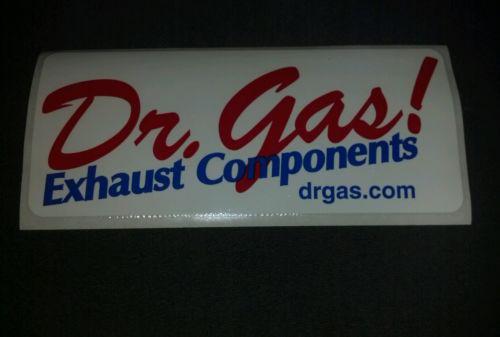 Dr. Gas!
Exhaust Components
drgas.com